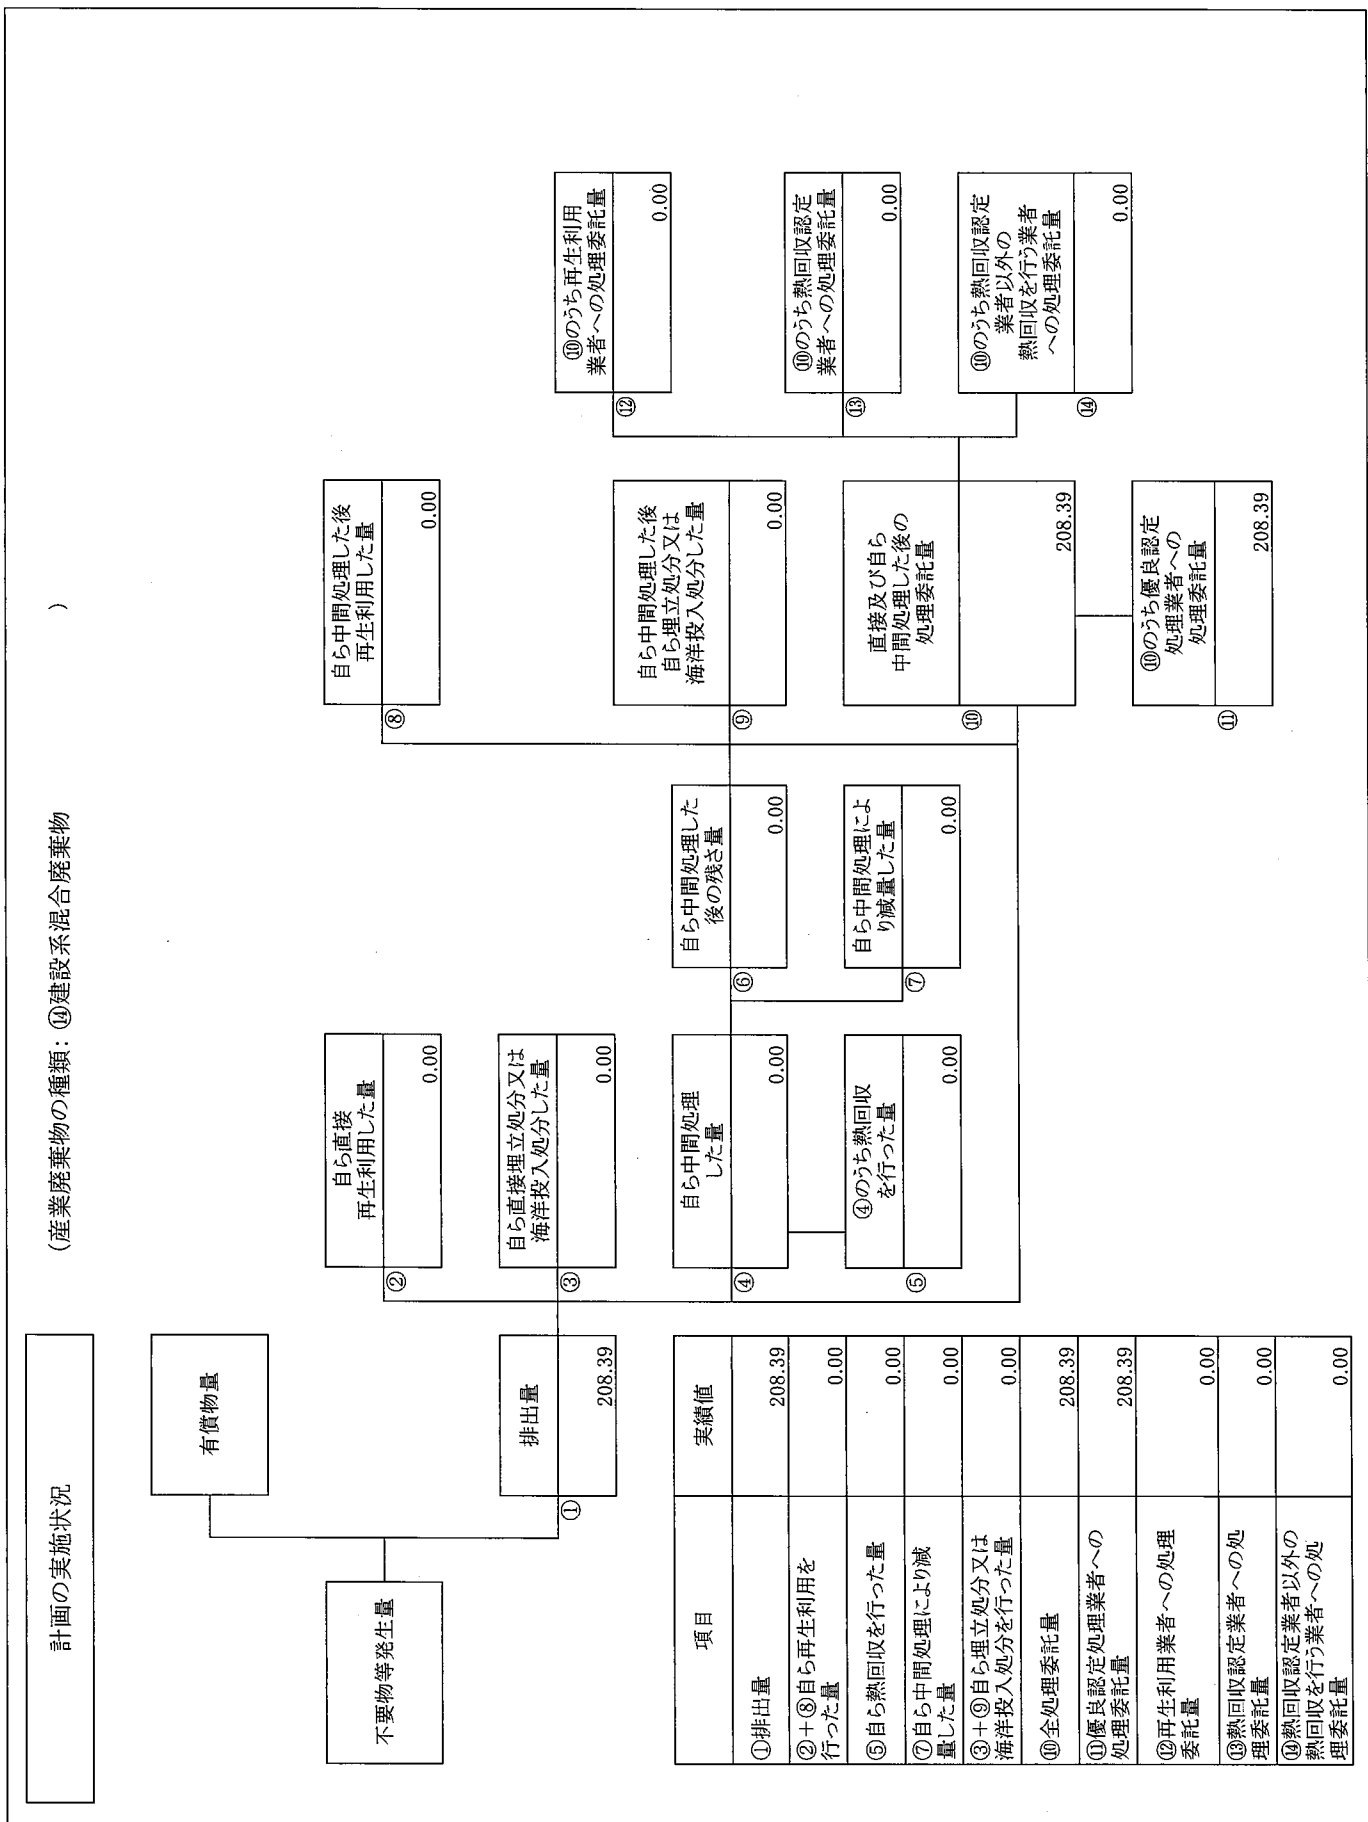 計画の実施状況
（産業廃棄物の種類：⑭建設系混合廃棄物　　　）
不要物等発生量
有償物量
①
排出量
208.39
②
自ら直接
再生利用した量
0.00
③
自ら直接埋立処分又は
海洋投入処分した量
0.00
④
自ら中間処理
した量
0.00
⑤
④のうち熱回収
を行った量
0.00
⑥
自ら中間処理した
後の残さ量
0.00
⑦
自ら中間処理によ
り減量した量
0.00
⑧
自ら中間処理した後
再生利用した量
0.00
⑨
自ら中間処理した後
自ら埋立処分又は
海洋投入処分した量
0.00
⑩
直接及び自ら
中間処理した後の
処理委託量
208.39
⑪
⑩のうち優良認定
処理業者への
処理委託量
208.39
⑫
⑩のうち再生利用
業者への処理委託量
0.00
⑬
⑩のうち熱回収認定
業者への処理委託量
0.00
⑭
⑩のうち熱回収認定
業者以外の
熱回収を行う業者
への処理委託量
0.00
項目 実績値
①排出量 208.39
②＋⑧自ら再生利用を
行った量 0.00
⑤自ら熱回収を行った量 0.00
⑦自ら中間処理により減
量した量 0.00
③＋⑨自ら埋立処分又は
海洋投入処分を行った量 0.00
⑩全処理委託量 208.39
⑪優良認定処理業者への
処理委託量 208.39
⑫再生利用業者への処理
委託量 0.00
⑬熱回収認定業者への処
理委託量 0.00
⑭熱回収認定業者以外の
熱回収を行う業者への処
理委託量 0.00